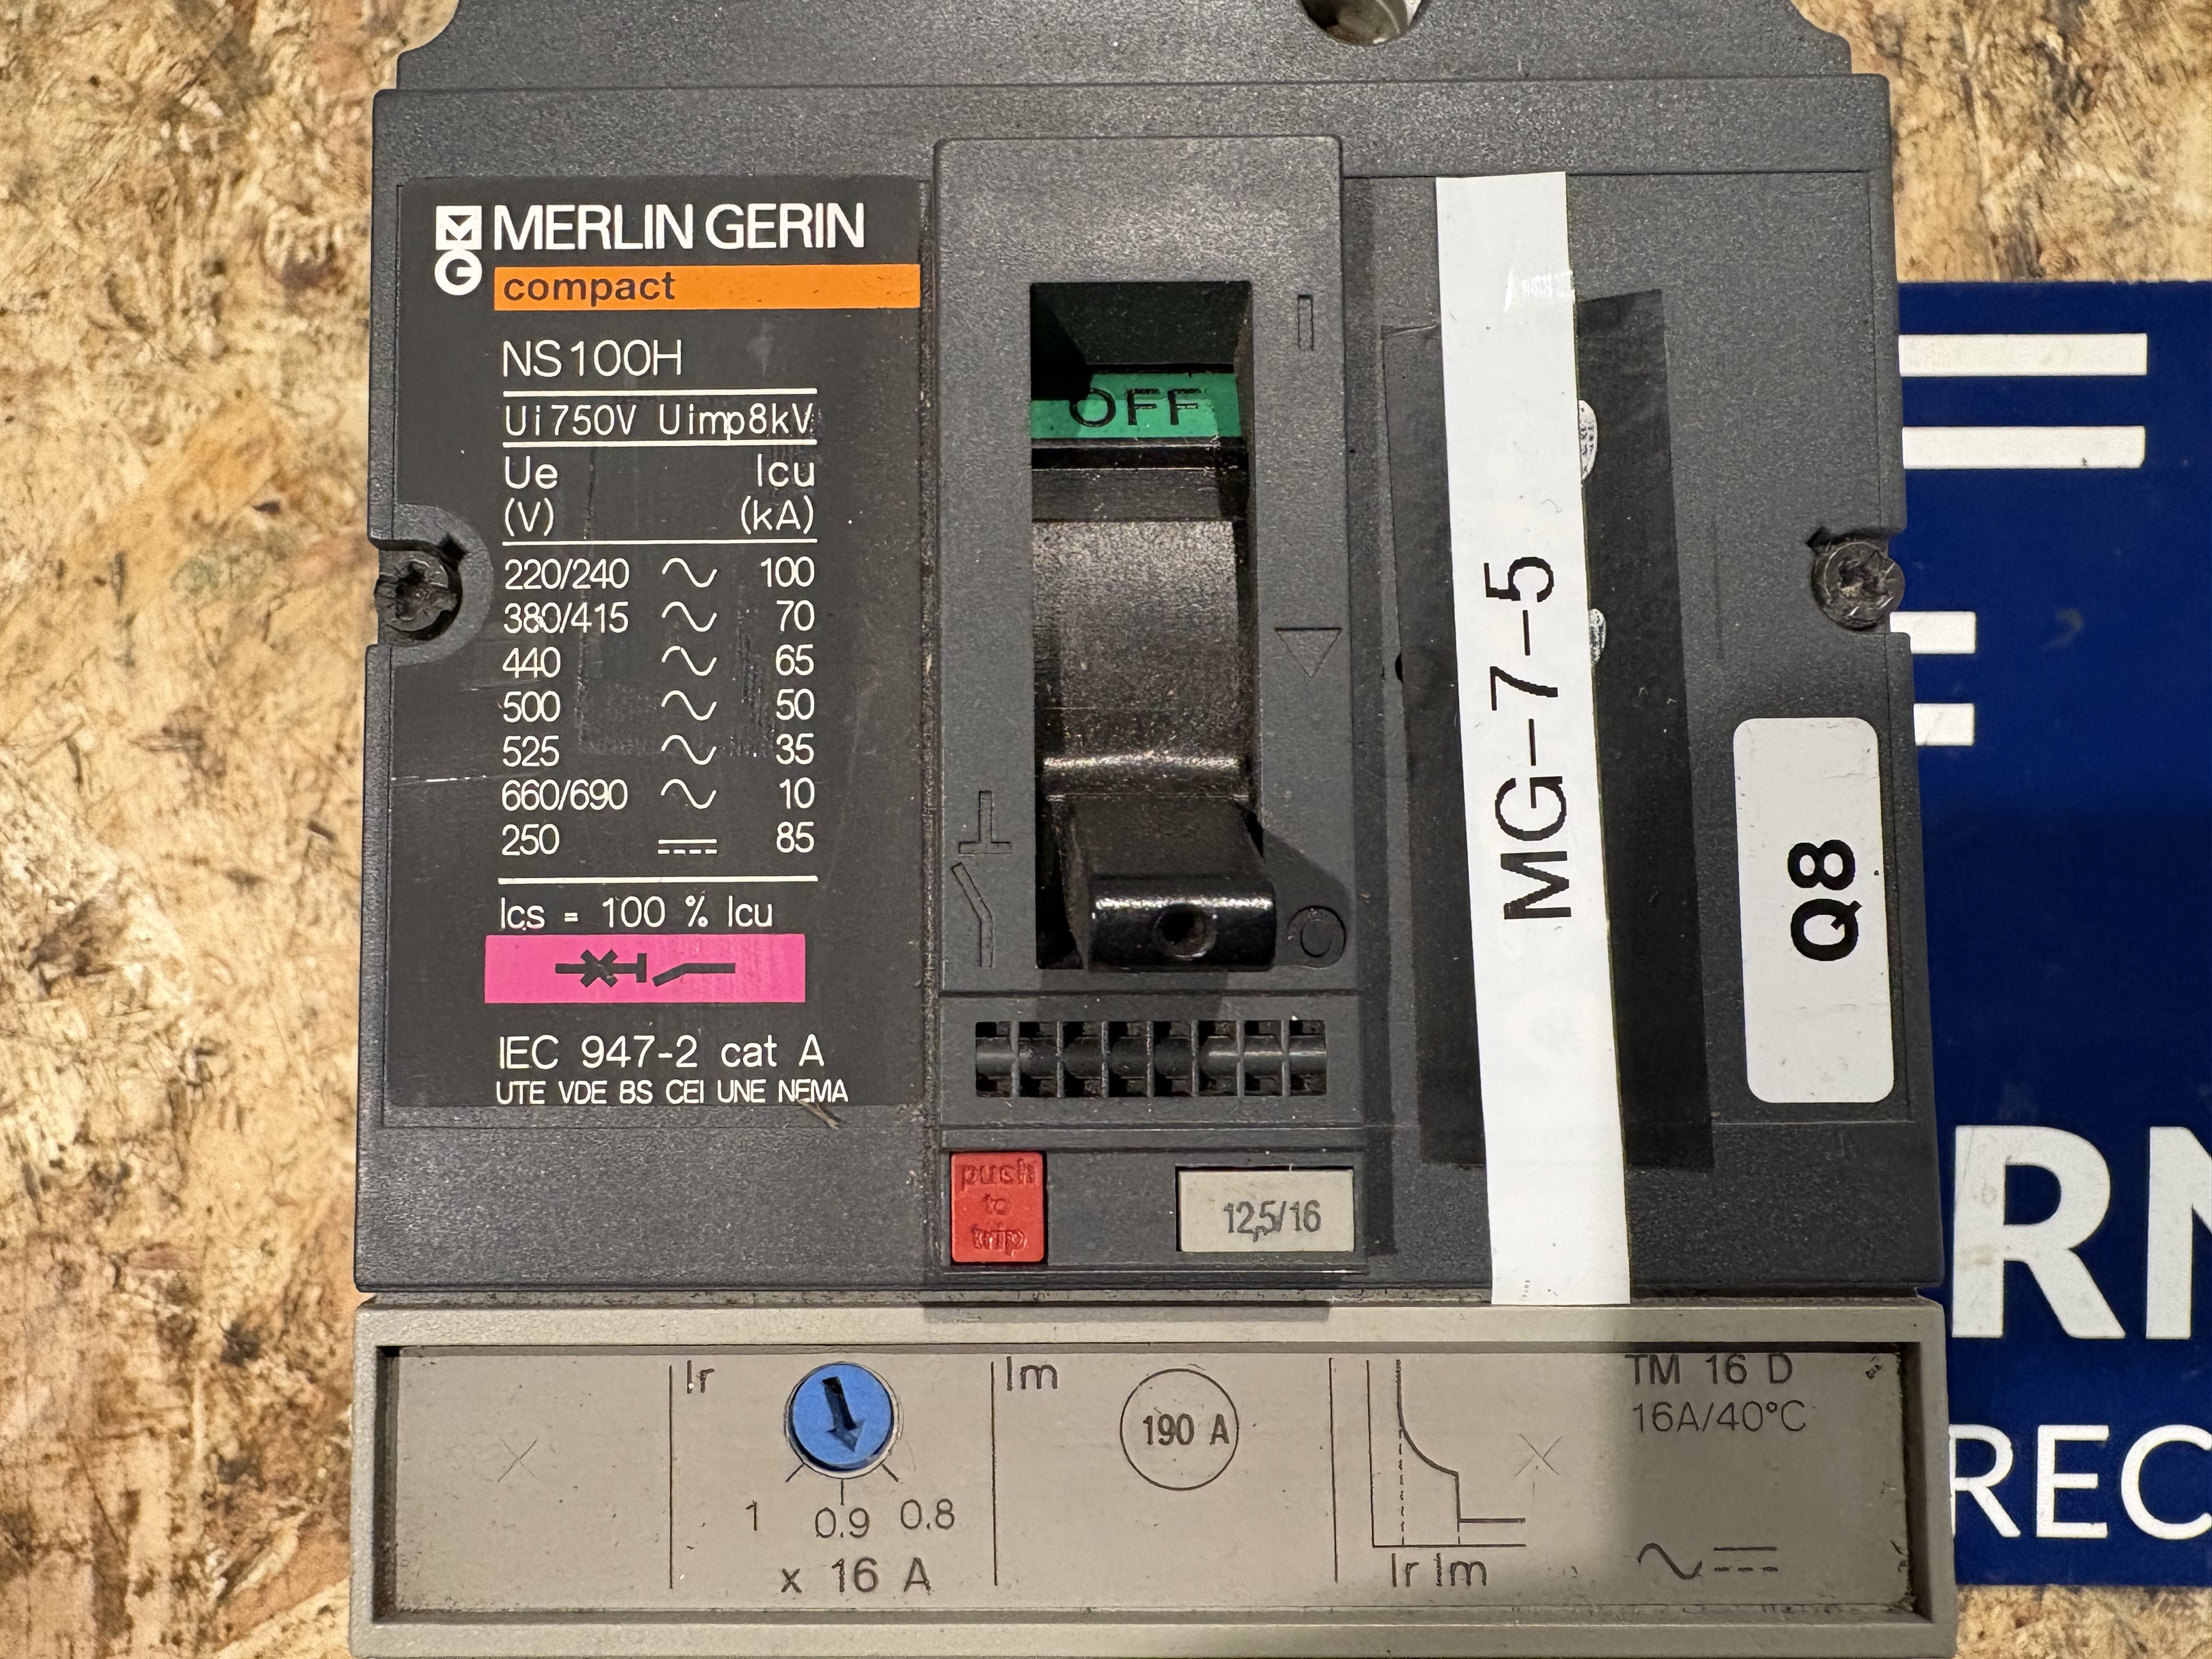 MERLIN GERIN
compact
NS100H
Ui750V Uimp8kV
Ue Icu
(V) (kA)
220/240 100
380/415 70
440 65
500 50
525 35
660/690 10
250 85
Ics = 100 % Icu
IEC 947-2 cat A
UTE VDE BS CEI UNE NEMA
OFF
I
O
push
to
trip
12,5/16
MG-7-5
Q8
Ir
1 0.9 0.8
x 16 A
Im
190 A
Ir Im
TM 16 D
16A/40°C
RN
REC